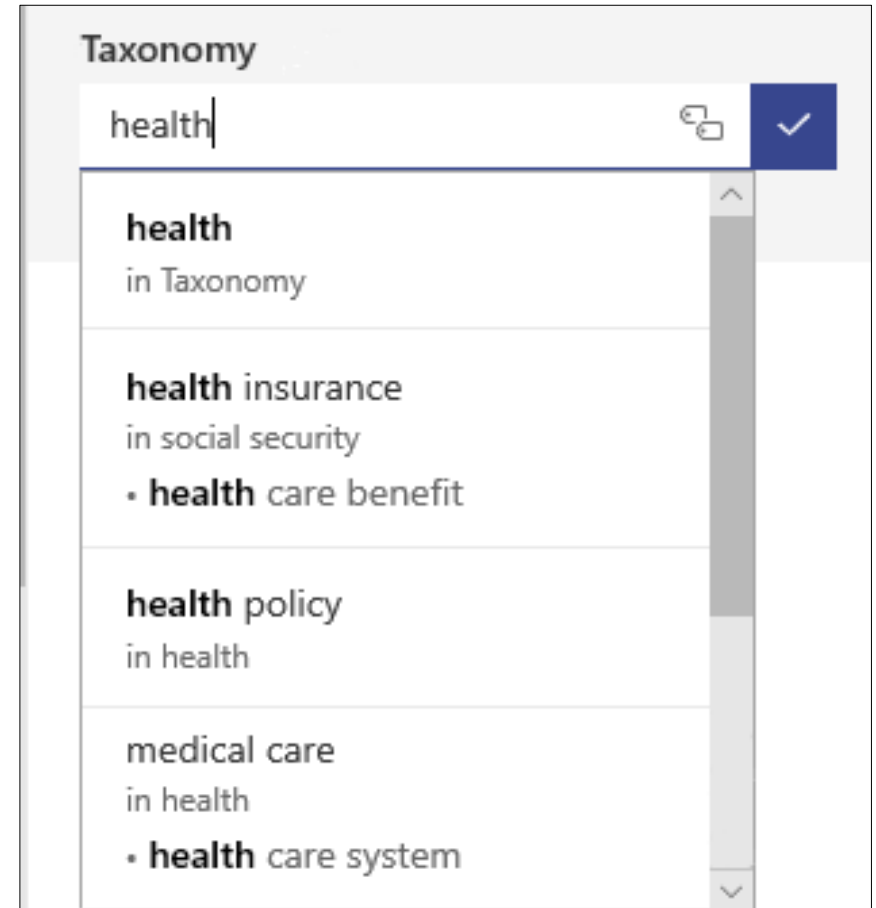 Taxonomy
health
health
in Taxonomy
health insurance
in social security
• health care benefit
health policy
in health
medical care
in health
• health care system